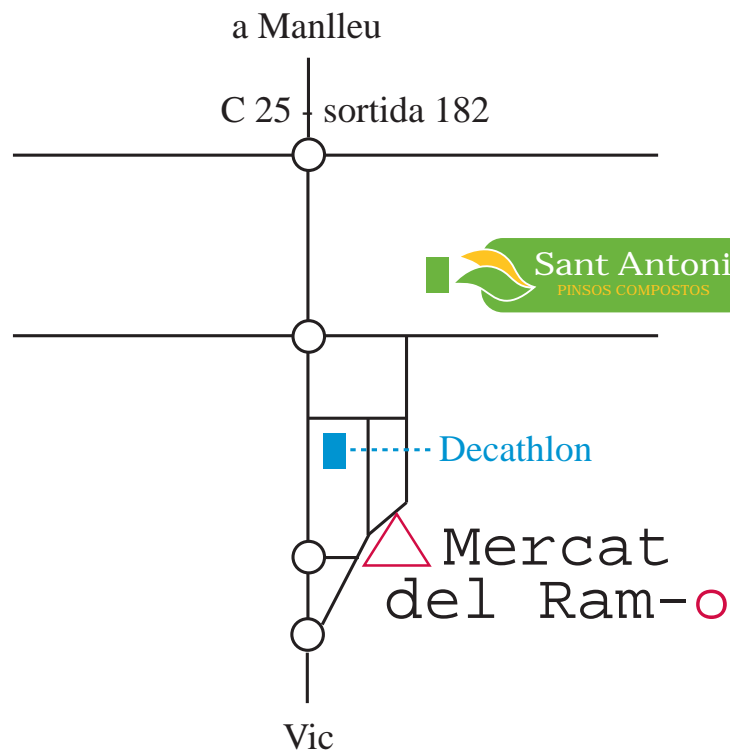 a Manlleu
C 25 - sortida 182
Sant Antoni
PINSOS COMPOSTOS
Decathlon
Mercat
del Ram-o
Vic